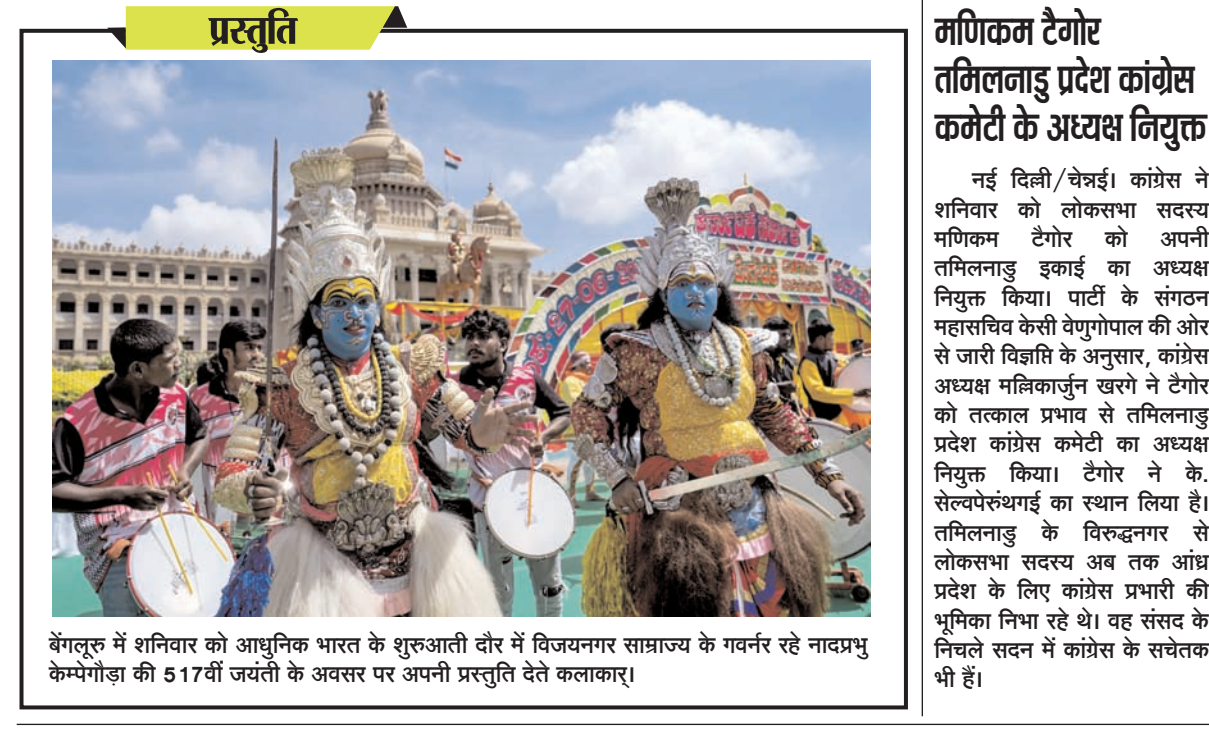 प्रस्तुति
बेंगलूरु में शनिवार को आधुनिक भारत के शुरुआती दौर में विजयनगर साम्राज्य के गवर्नर रहे नादप्रभु
केम्पेगौड़ा की 517वीं जयंती के अवसर पर अपनी प्रस्तुति देते कलाकार्।
मणिकम टैगोर
तमिलनाडु प्रदेश कांग्रेस
कमेटी के अध्यक्ष नियुक्त
नई दिल्ली/चेन्नई। कांग्रेस ने
शनिवार को लोकसभा सदस्य
मणिकम टैगोर को अपनी
तमिलनाडु इकाई का अध्यक्ष
नियुक्त किया। पार्टी के संगठन
महासचिव केसी वेणुगोपाल की ओर
से जारी विज्ञप्ति के अनुसार, कांग्रेस
अध्यक्ष मल्लिकार्जुन खरगे ने टैगोर
को तत्काल प्रभाव से तमिलनाडु
प्रदेश कांग्रेस कमेटी का अध्यक्ष
नियुक्त किया। टैगोर ने के.
सेल्वपेरुंथगई का स्थान लिया है।
तमिलनाडु के विरुद्धनगर से
लोकसभा सदस्य अब तक आंध्र
प्रदेश के लिए कांग्रेस प्रभारी की
भूमिका निभा रहे थे। वह संसद के
निचले सदन में कांग्रेस के सचेतक
भी हैं।